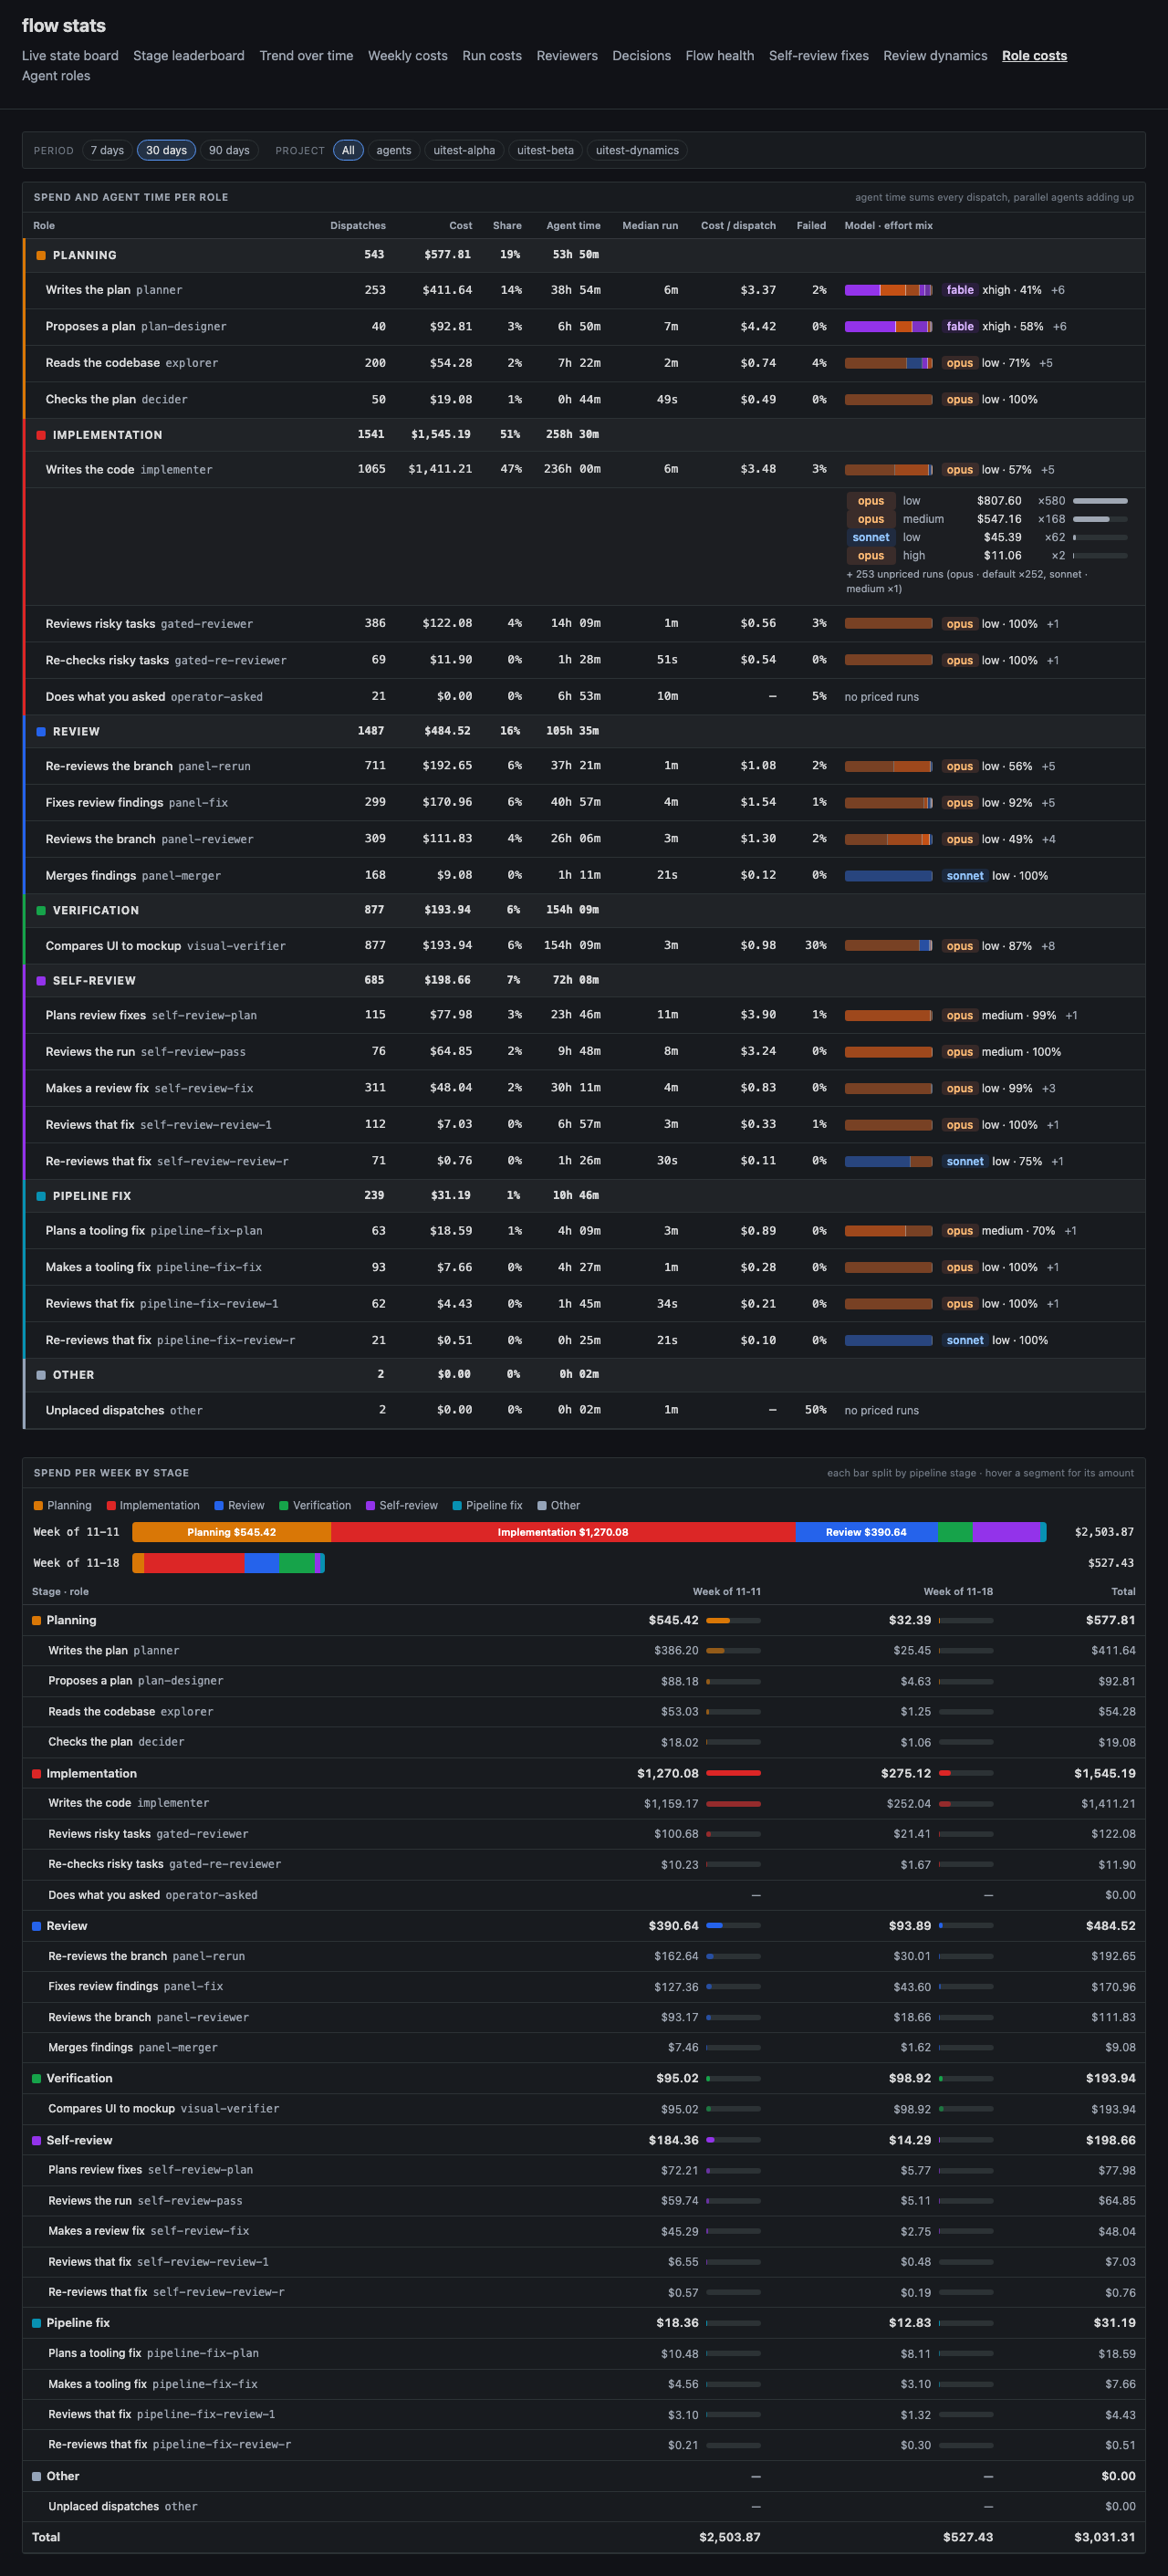 flow stats
Live state board Stage leaderboard Trend over time Weekly costs Run costs Reviewers Decisions Flow health Self-review fixes Review dynamics Role costs
Agent roles
PERIOD 7 days 30 days 90 days PROJECT All agents uitest-alpha uitest-beta uitest-dynamics
SPEND AND AGENT TIME PER ROLE agent time sums every dispatch, parallel agents adding up
Role Dispatches Cost Share Agent time Median run Cost / dispatch Failed Model · effort mix
PLANNING 543 $577.81 19% 53h 50m
Writes the plan planner 253 $411.64 14% 38h 54m 6m $3.37 2% fable xhigh · 41% +6
Proposes a plan plan-designer 40 $92.81 3% 6h 50m 7m $4.42 0% fable xhigh · 58% +6
Reads the codebase explorer 200 $54.28 2% 7h 22m 2m $0.74 4% opus low · 71% +5
Checks the plan decider 50 $19.08 1% 0h 44m 49s $0.49 0% opus low · 100%
IMPLEMENTATION 1541 $1,545.19 51% 258h 30m
Writes the code implementer 1065 $1,411.21 47% 236h 00m 6m $3.48 3% opus low · 57% +5
opus low $807.60 ×580
opus medium $547.16 ×168
sonnet low $45.39 ×62
opus high $11.06 ×2
+ 253 unpriced runs (opus · default ×252, sonnet ·
medium ×1)
Reviews risky tasks gated-reviewer 386 $122.08 4% 14h 09m 1m $0.56 3% opus low · 100% +1
Re-checks risky tasks gated-re-reviewer 69 $11.90 0% 1h 28m 51s $0.54 0% opus low · 100% +1
Does what you asked operator-asked 21 $0.00 0% 6h 53m 10m — 5% no priced runs
REVIEW 1487 $484.52 16% 105h 35m
Re-reviews the branch panel-rerun 711 $192.65 6% 37h 21m 1m $1.08 2% opus low · 56% +5
Fixes review findings panel-fix 299 $170.96 6% 40h 57m 4m $1.54 1% opus low · 92% +5
Reviews the branch panel-reviewer 309 $111.83 4% 26h 06m 3m $1.30 2% opus low · 49% +4
Merges findings panel-merger 168 $9.08 0% 1h 11m 21s $0.12 0% sonnet low · 100%
VERIFICATION 877 $193.94 6% 154h 09m
Compares UI to mockup visual-verifier 877 $193.94 6% 154h 09m 3m $0.98 30% opus low · 87% +8
SELF-REVIEW 685 $198.66 7% 72h 08m
Plans review fixes self-review-plan 115 $77.98 3% 23h 46m 11m $3.90 1% opus medium · 99% +1
Reviews the run self-review-pass 76 $64.85 2% 9h 48m 8m $3.24 0% opus medium · 100%
Makes a review fix self-review-fix 311 $48.04 2% 30h 11m 4m $0.83 0% opus low · 99% +3
Reviews that fix self-review-review-1 112 $7.03 0% 6h 57m 3m $0.33 1% opus low · 100% +1
Re-reviews that fix self-review-review-r 71 $0.76 0% 1h 26m 30s $0.11 0% sonnet low · 75% +1
PIPELINE FIX 239 $31.19 1% 10h 46m
Plans a tooling fix pipeline-fix-plan 63 $18.59 1% 4h 09m 3m $0.89 0% opus medium · 70% +1
Makes a tooling fix pipeline-fix-fix 93 $7.66 0% 4h 27m 1m $0.28 0% opus low · 100% +1
Reviews that fix pipeline-fix-review-1 62 $4.43 0% 1h 45m 34s $0.21 0% opus low · 100% +1
Re-reviews that fix pipeline-fix-review-r 21 $0.51 0% 0h 25m 21s $0.10 0% sonnet low · 100%
OTHER 2 $0.00 0% 0h 02m
Unplaced dispatches other 2 $0.00 0% 0h 02m 1m — 50% no priced runs
SPEND PER WEEK BY STAGE each bar split by pipeline stage · hover a segment for its amount
Planning Implementation Review Verification Self-review Pipeline fix Other
Week of 11-11 Planning $545.42 Implementation $1,270.08 Review $390.64 $2,503.87
Week of 11-18 $527.43
Stage · role Week of 11-11 Week of 11-18 Total
Planning $545.42 $32.39 $577.81
Writes the plan planner $386.20 $25.45 $411.64
Proposes a plan plan-designer $88.18 $4.63 $92.81
Reads the codebase explorer $53.03 $1.25 $54.28
Checks the plan decider $18.02 $1.06 $19.08
Implementation $1,270.08 $275.12 $1,545.19
Writes the code implementer $1,159.17 $252.04 $1,411.21
Reviews risky tasks gated-reviewer $100.68 $21.41 $122.08
Re-checks risky tasks gated-re-reviewer $10.23 $1.67 $11.90
Does what you asked operator-asked — — $0.00
Review $390.64 $93.89 $484.52
Re-reviews the branch panel-rerun $162.64 $30.01 $192.65
Fixes review findings panel-fix $127.36 $43.60 $170.96
Reviews the branch panel-reviewer $93.17 $18.66 $111.83
Merges findings panel-merger $7.46 $1.62 $9.08
Verification $95.02 $98.92 $193.94
Compares UI to mockup visual-verifier $95.02 $98.92 $193.94
Self-review $184.36 $14.29 $198.66
Plans review fixes self-review-plan $72.21 $5.77 $77.98
Reviews the run self-review-pass $59.74 $5.11 $64.85
Makes a review fix self-review-fix $45.29 $2.75 $48.04
Reviews that fix self-review-review-1 $6.55 $0.48 $7.03
Re-reviews that fix self-review-review-r $0.57 $0.19 $0.76
Pipeline fix $18.36 $12.83 $31.19
Plans a tooling fix pipeline-fix-plan $10.48 $8.11 $18.59
Makes a tooling fix pipeline-fix-fix $4.56 $3.10 $7.66
Reviews that fix pipeline-fix-review-1 $3.10 $1.32 $4.43
Re-reviews that fix pipeline-fix-review-r $0.21 $0.30 $0.51
Other — — $0.00
Unplaced dispatches other — — $0.00
Total $2,503.87 $527.43 $3,031.31